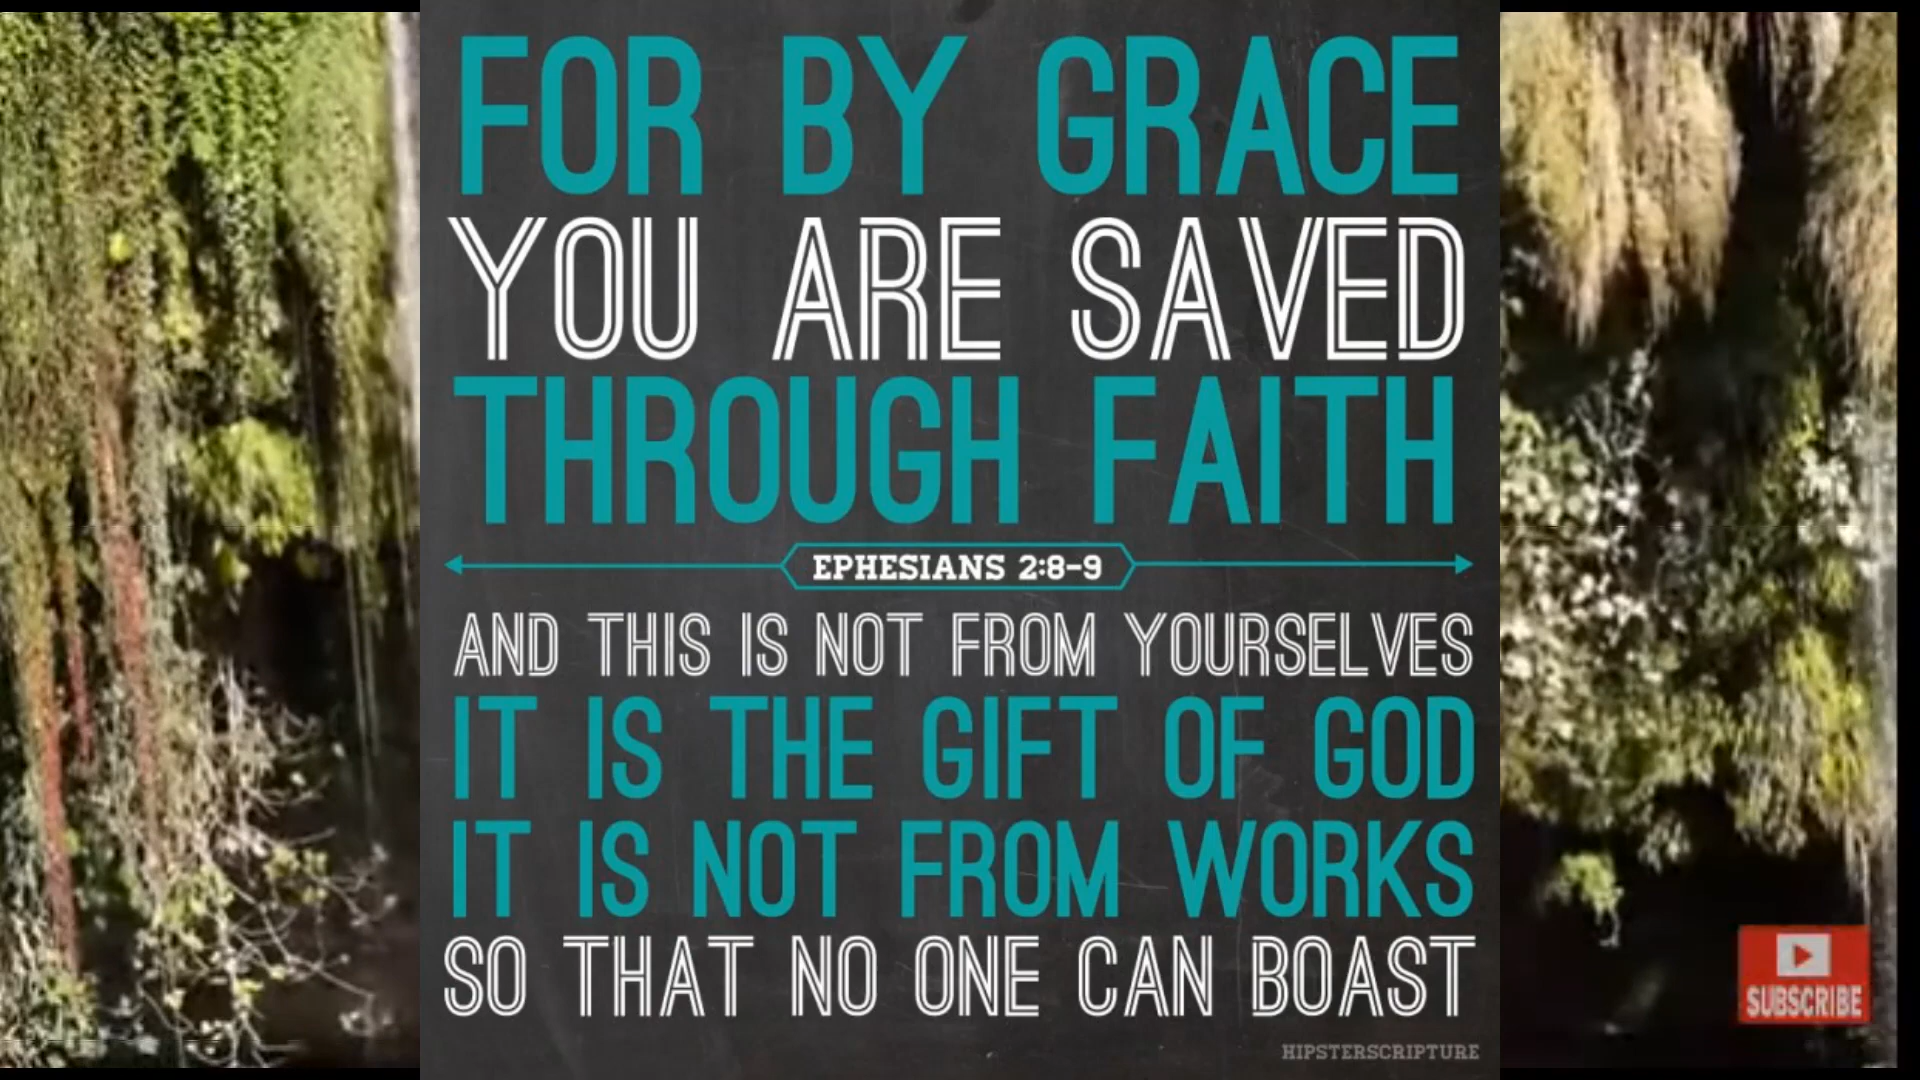 FOR BY GRACE
YOU ARE SAVED
THROUGH FAITH
EPHESIANS 2:8-9
AND THIS IS NOT FROM YOURSELVES
IT IS THE GIFT OF GOD
IT IS NOT FROM WORKS
SO THAT NO ONE CAN BOAST
HIPSTERSCRIPTURE
SUBSCRIBE